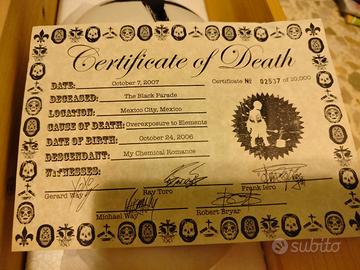 Certificate of Death
DATE: October 7, 2007
Certificate № 02537 of 20,000
DECEASED: The Black Parade
LOCATION: Mexico City, Mexico
CAUSE OF DEATH: Overexposure to Elements
DATE OF BIRTH: October 24, 2006
DESCENDANT: My Chemical Romance
WITNESSES:
Gerard Way
Ray Toro
Frank Iero
Michael Way
Robert Bryar
subito